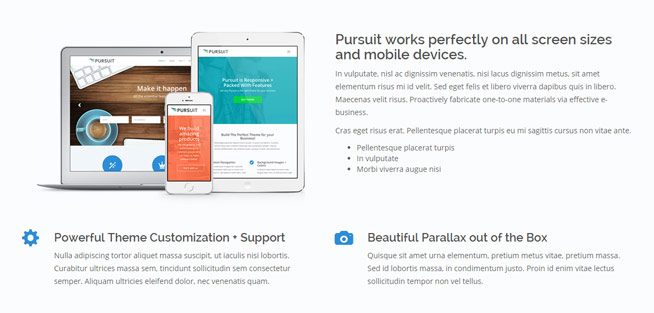 PURSUIT
Make it happen
PURSUIT
Pursuit is Responsive +
Packed With Features
Build The Perfect Theme for your
Business!
PURSUIT
We build
amazing
products
Pursuit works perfectly on all screen sizes
and mobile devices.
In vulputate, nisl ac dignissim venenatis, nisi lacus dignissim metus, sit amet
elementum risus mi id velit. Sed eget felis et libero viverra dapibus quis in libero.
Maecenas velit risus. Proactively fabricate one-to-one materials via effective e-
business.
Cras eget risus erat. Pellentesque placerat turpis eu mi sagittis cursus non vitae ante.
Pellentesque placerat turpis
In vulputate
Morbi viverra augue nisi
Powerful Theme Customization + Support
Nulla adipiscing tortor aliquet massa suscipit, ut iaculis nisi lobortis.
Curabitur ultrices massa sem, tincidunt sollicitudin sem consectetur
semper. Aliquam ultricies eleifend dolor, nec venenatis quam.
Beautiful Parallax out of the Box
Quisque sit amet urna elementum, pretium metus vitae, pretium massa.
Sed id lobortis massa, in condimentum justo. Proin id enim vitae lectus
sollicitudin tempor non vel tellus.